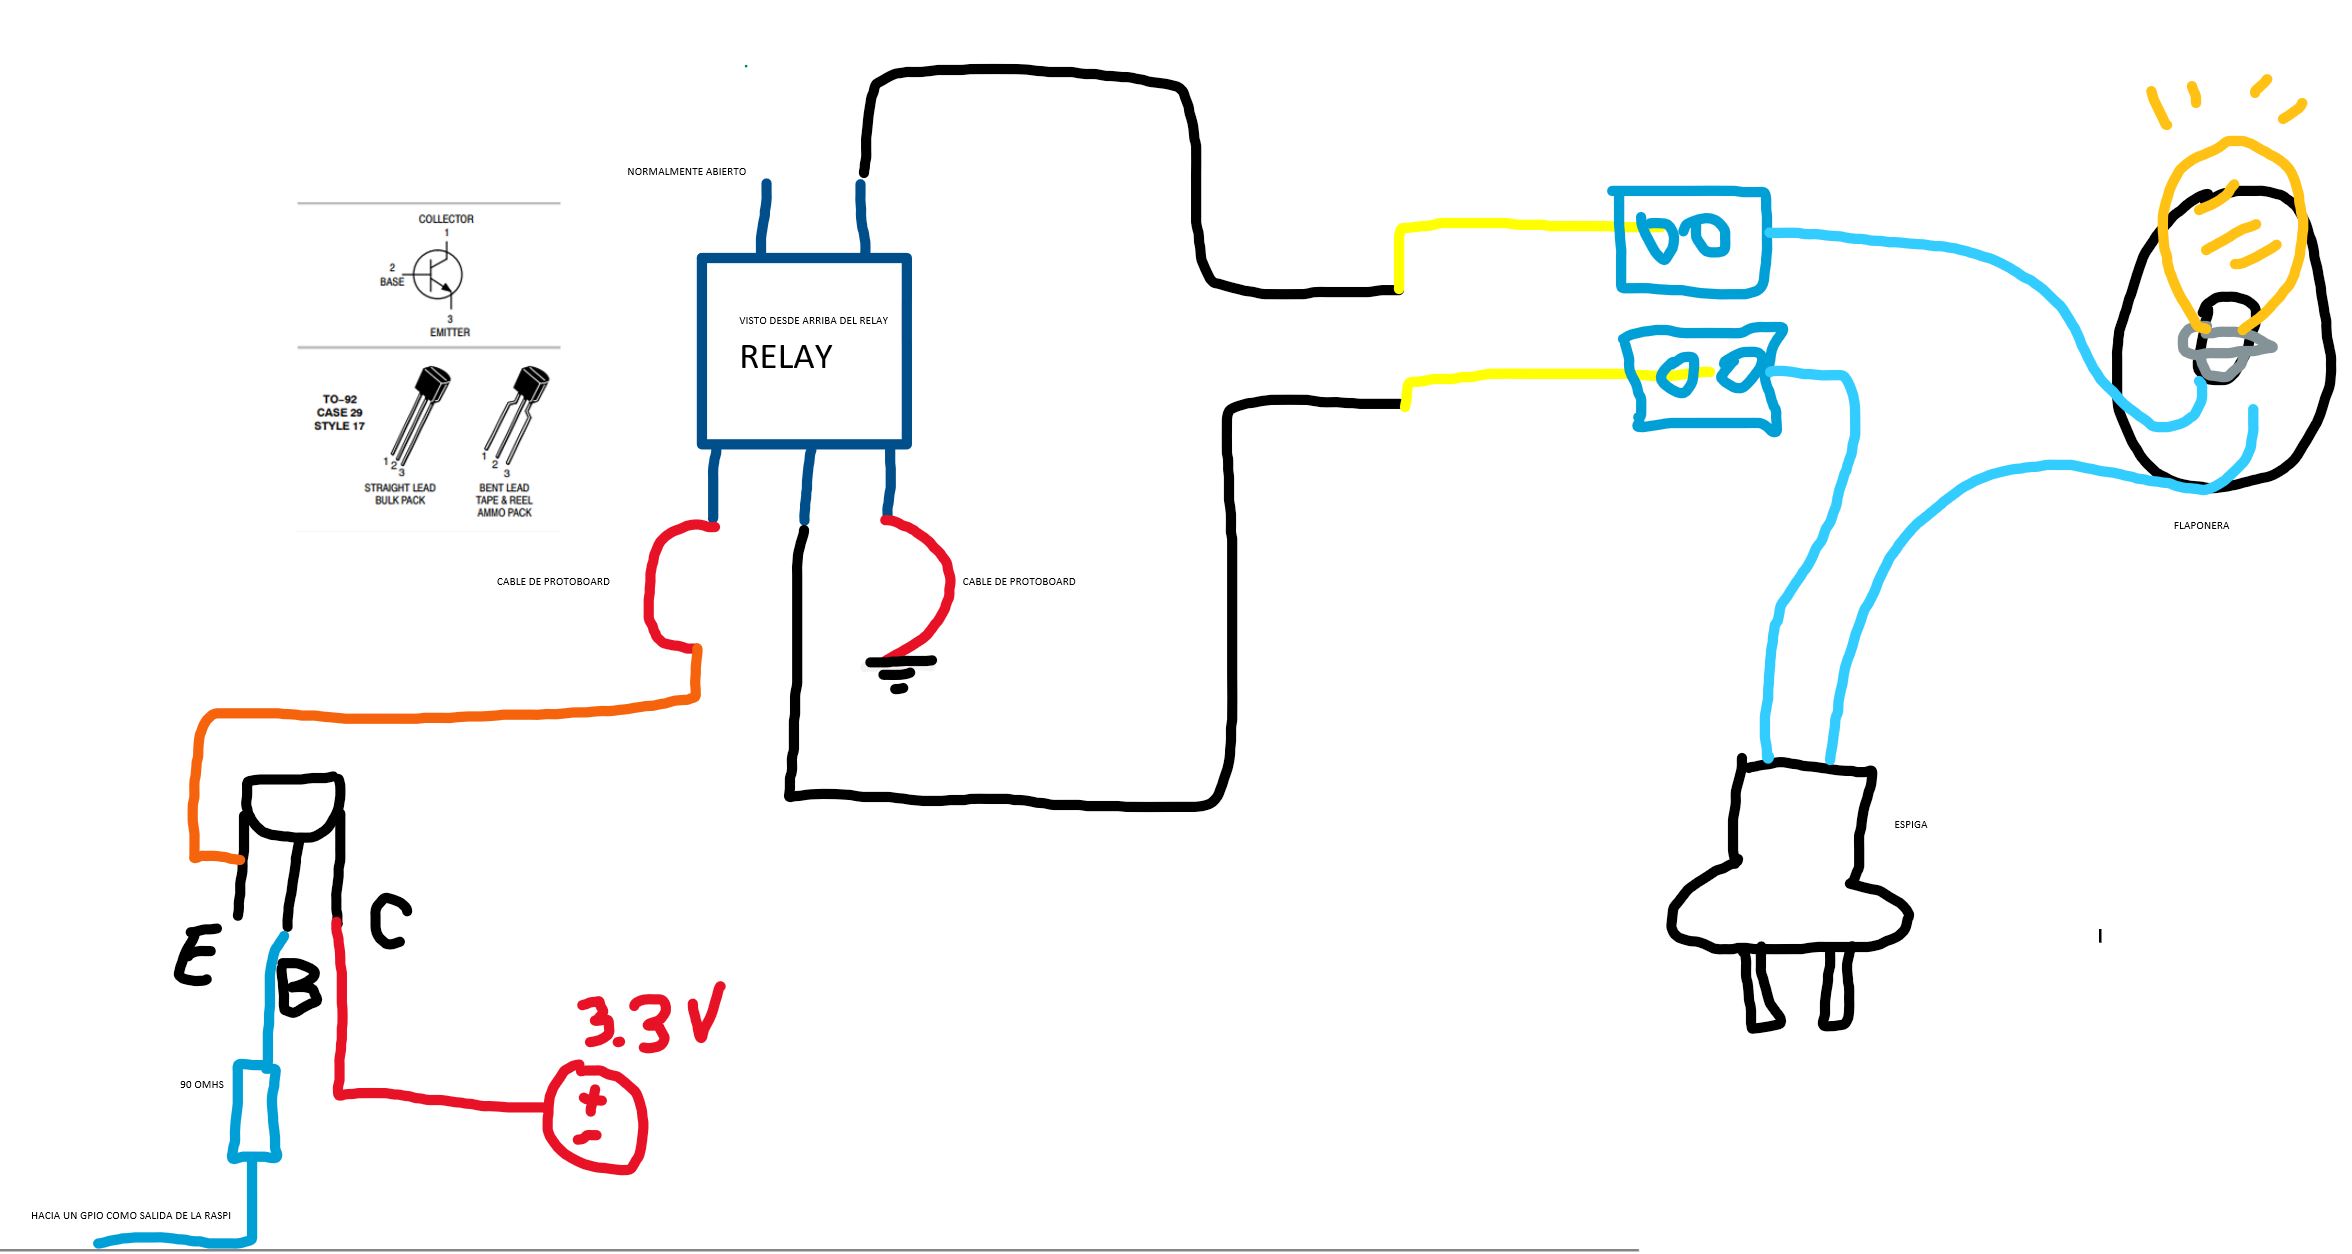 NORMALMENTE ABIERTO
COLLECTOR
1
2
BASE
3
EMITTER
VISTO DESDE ARRIBA DEL RELAY
RELAY
TO-92
CASE 29
STYLE 17
1
2
3
1
2
3
STRAIGHT LEAD
BULK PACK
BENT LEAD
TAPE & REEL
AMMO PACK
FLAPONERA
CABLE DE PROTOBOARD
CABLE DE PROTOBOARD
ESPIGA
E
B
C
3.3 V
+
-
90 OMHS
HACIA UN GPIO COMO SALIDA DE LA RASPI